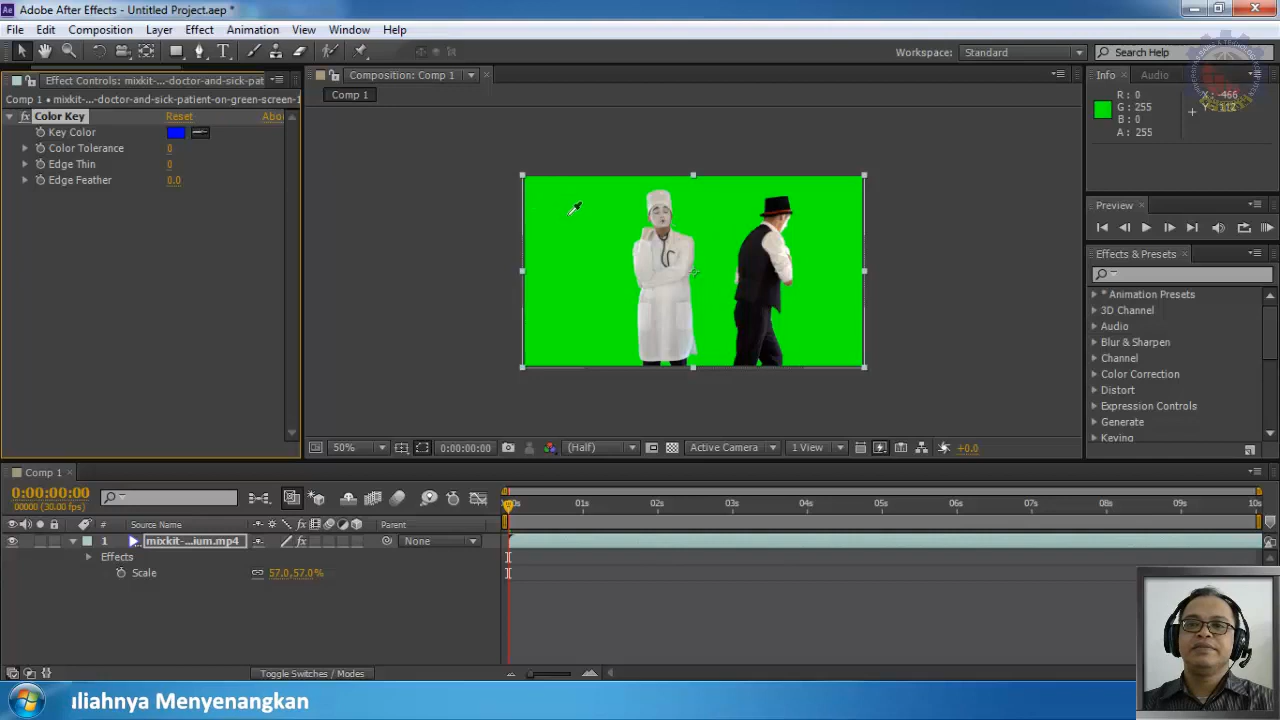 Adobe After Effects - Untitled Project.aep *
File Edit Composition Layer Effect Animation View Window Help
Workspace: Standard Search Help
Effect Controls: mixkit-...-doctor-and-sick-pat
Comp 1 • mixkit-...-doctor-and-sick-patient-on-green-screen-1
fx Color Key Reset Abo
Key Color
Color Tolerance 0
Edge Thin 0
Edge Feather 0.0
Composition: Comp 1
Comp 1
Info Audio
R: 0
G: 255
B: 0
A: 255
X: -466
Y: 112
Preview
Effects & Presets
* Animation Presets
3D Channel
Audio
Blur & Sharpen
Channel
Color Correction
Distort
Expression Controls
Generate
Keying
50% 0:00:00:00 (Half) Active Camera 1 View +0.0
Comp 1
0:00:00:00
00000 (30.00 fps)
# Source Name Parent
1 mixkit-...ium.mp4 None
Effects
Scale 57.0,57.0%
01s 02s 03s 04s 05s 06s 07s 08s 09s 10s
Toggle Switches / Modes
liahnya Menyenangkan